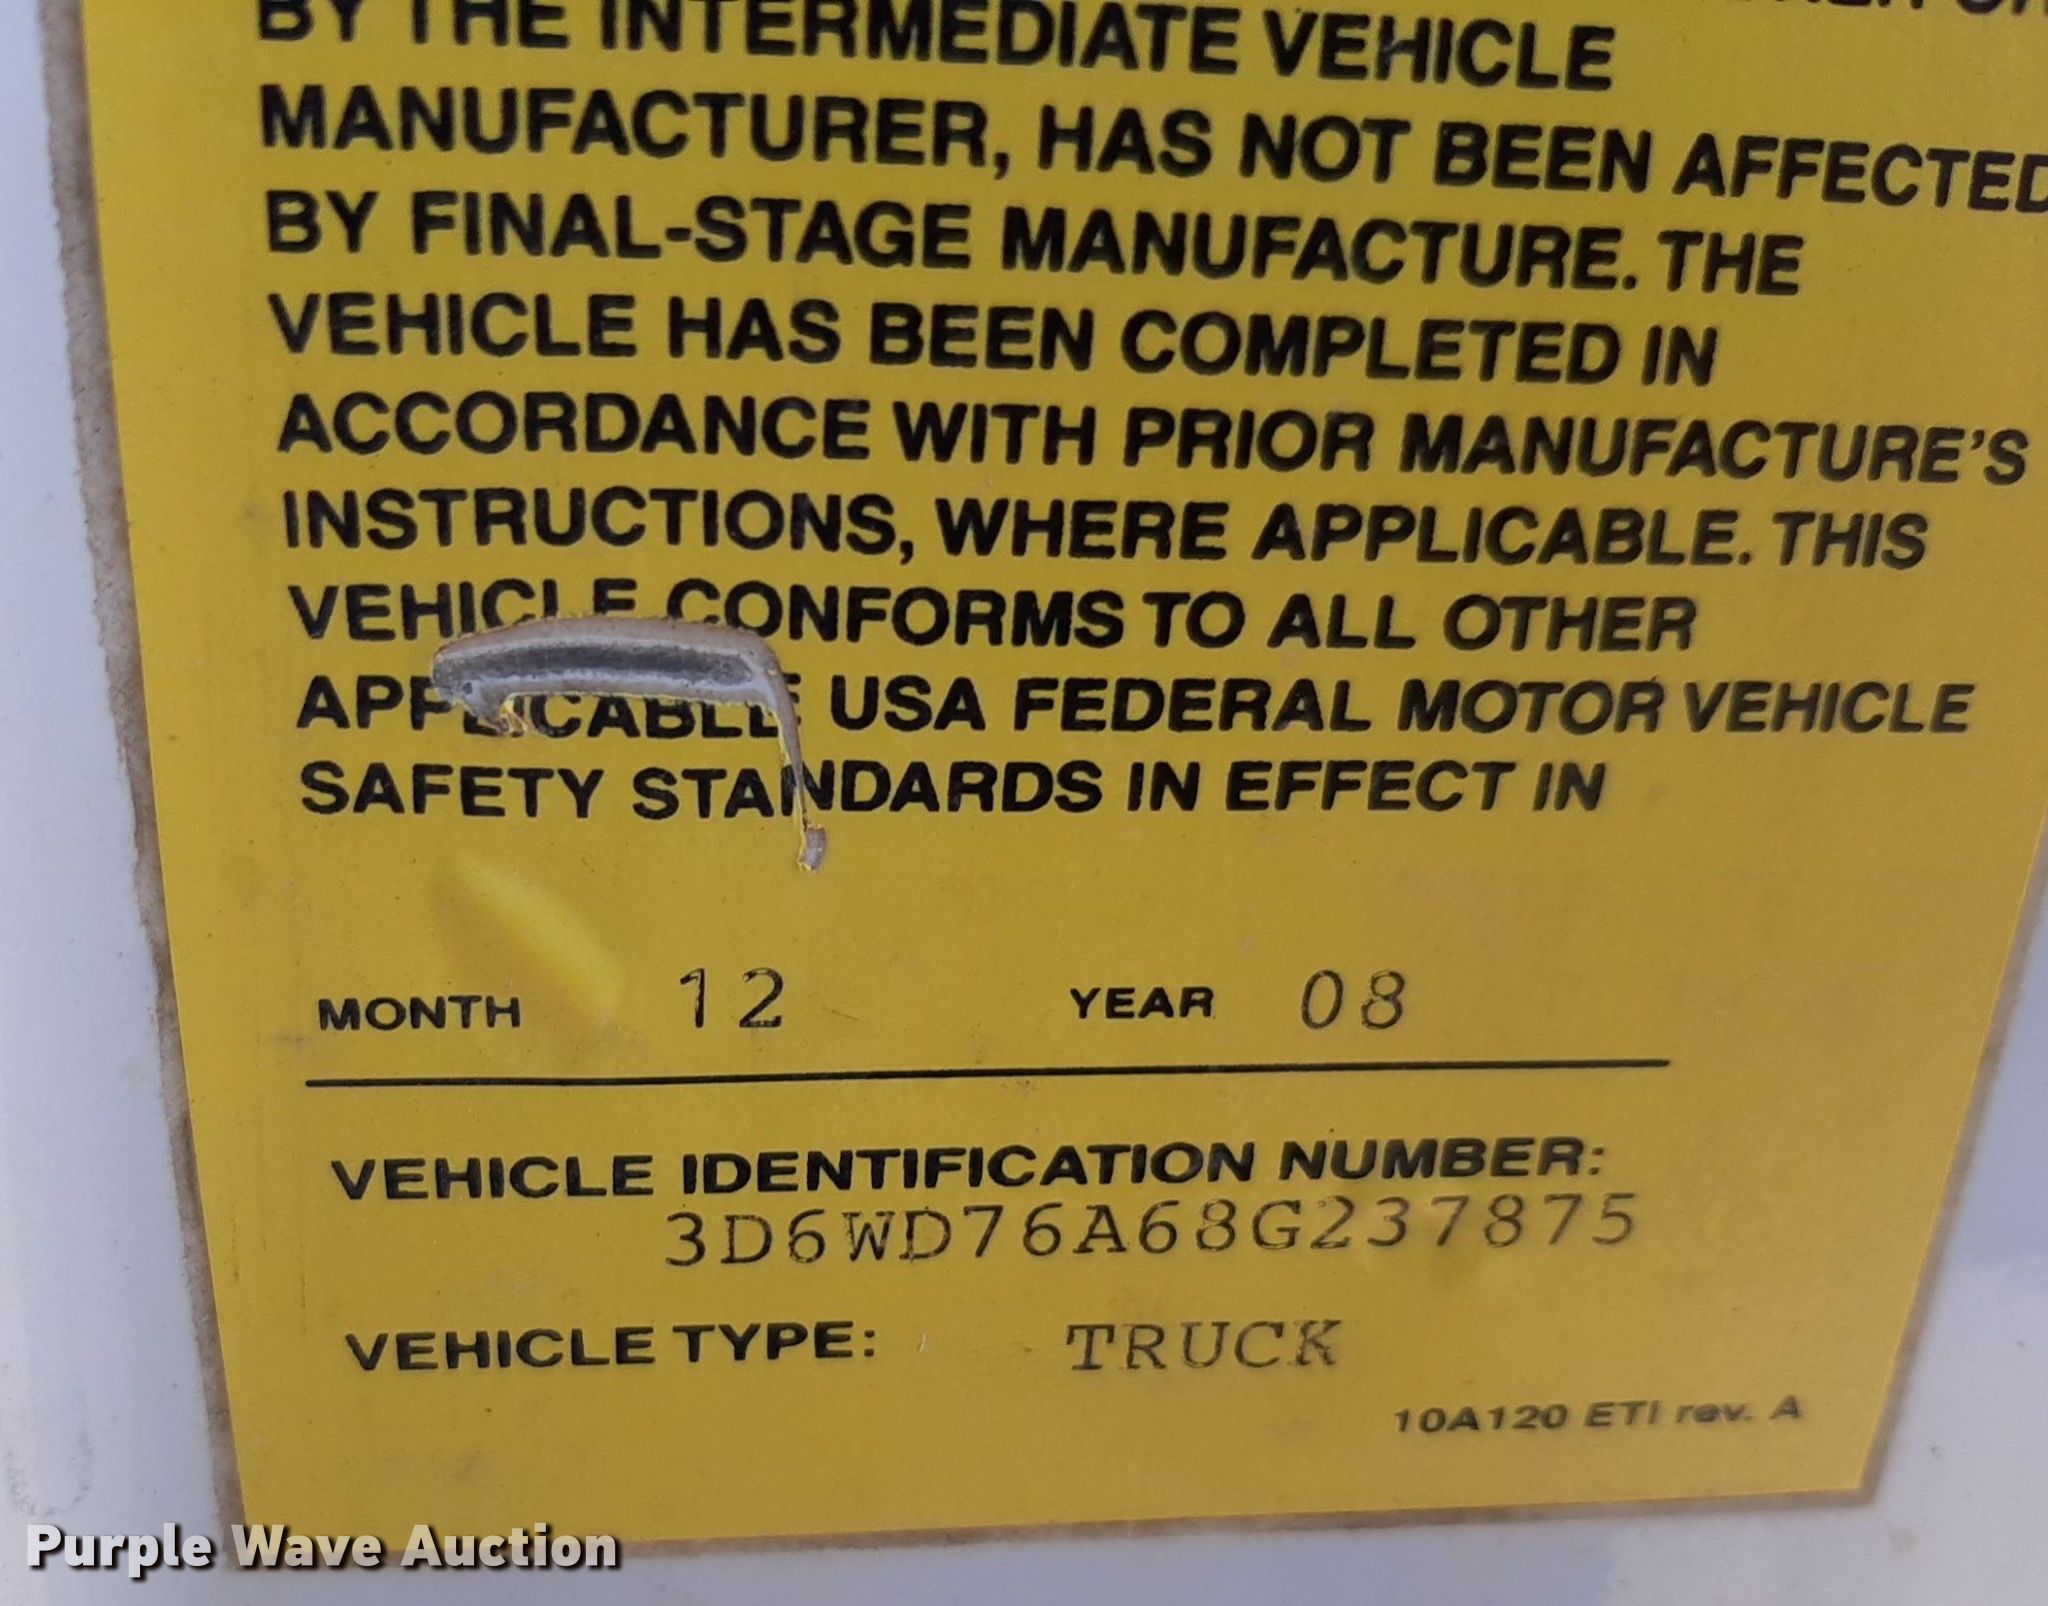 BY THE INTERMEDIATE VEHICLE
MANUFACTURER, HAS NOT BEEN AFFECTED
BY FINAL-STAGE MANUFACTURE. THE
VEHICLE HAS BEEN COMPLETED IN
ACCORDANCE WITH PRIOR MANUFACTURE'S
INSTRUCTIONS, WHERE APPLICABLE. THIS
VEHICLE CONFORMS TO ALL OTHER
APPLICABLE USA FEDERAL MOTOR VEHICLE
SAFETY STANDARDS IN EFFECT IN
MONTH 12 YEAR 08
VEHICLE IDENTIFICATION NUMBER:
3D6WD76A68G237875
VEHICLE TYPE: TRUCK
10A120 ETI rev. A
Purple Wave Auction